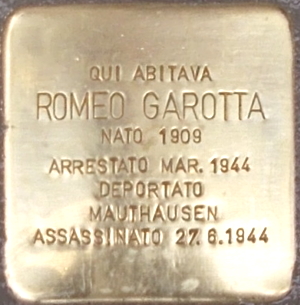 QUI ABITAVA
ROMEO GAROTTA
NATO 1909
ARRESTATO MAR. 1944
DEPORTATO
MAUTHAUSEN
ASSASSINATO 27.6.1944